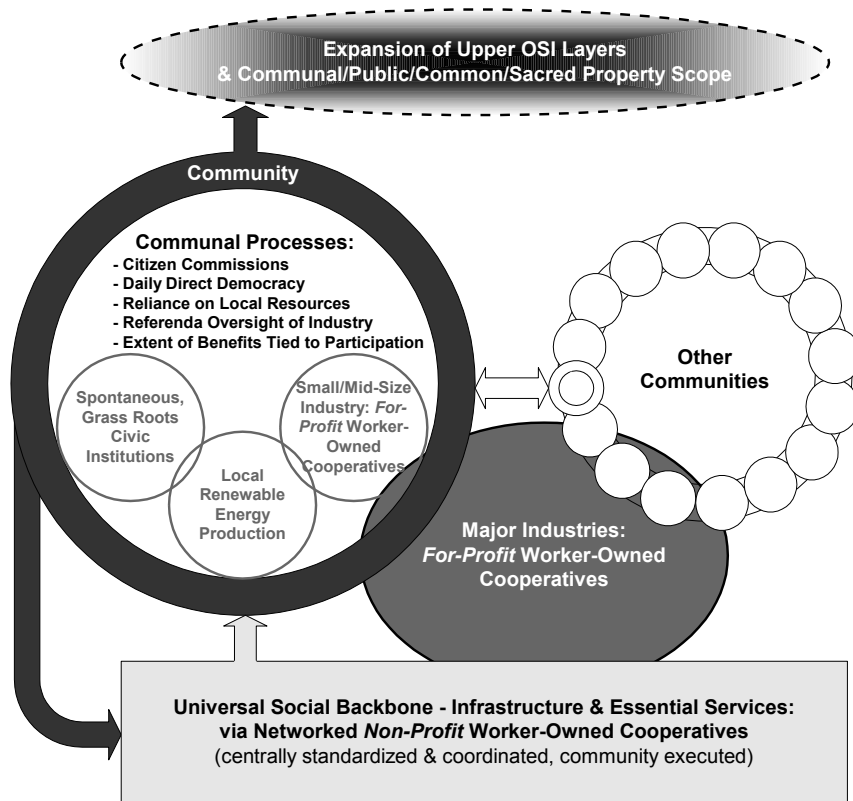 Expansion of Upper OSI Layers
& Communal/Public/Common/Sacred Property Scope
Community
Communal Processes:
- Citizen Commissions
- Daily Direct Democracy
- Reliance on Local Resources
- Referenda Oversight of Industry
- Extent of Benefits Tied to Participation
Spontaneous,
Grass Roots
Civic
Institutions
Local
Renewable
Energy
Production
Small/Mid-Size
Industry: For-
Profit Worker-
Owned
Cooperatives
Other
Communities
Major Industries:
For-Profit Worker-Owned
Cooperatives
Universal Social Backbone - Infrastructure & Essential Services:
via Networked Non-Profit Worker-Owned Cooperatives
(centrally standardized & coordinated, community executed)